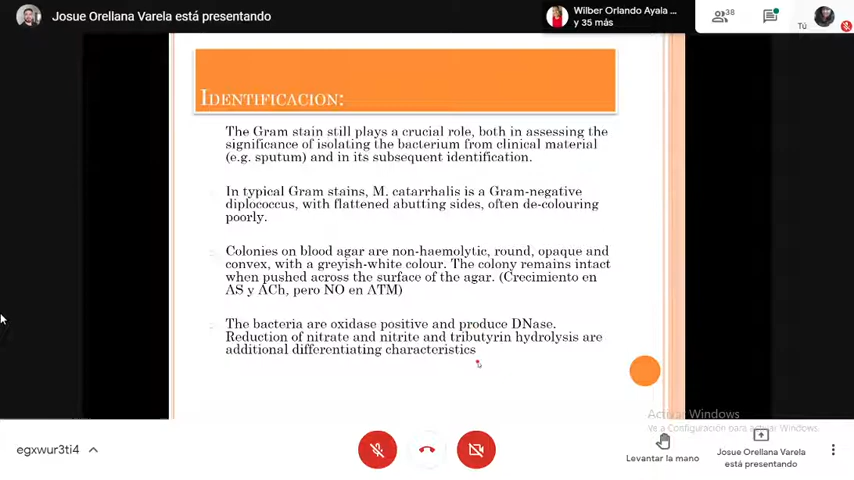 Josue Orellana Varela está presentando
Wilber Orlando Ayala ...
y 35 más
38
Tú
IDENTIFICACION:
The Gram stain still plays a crucial role, both in assessing the
significance of isolating the bacterium from clinical material
(e.g. sputum) and in its subsequent identification.
In typical Gram stains, M. catarrhalis is a Gram-negative
diplococcus, with flattened abutting sides, often de-colouring
poorly.
Colonies on blood agar are non-haemolytic, round, opaque and
convex, with a greyish-white colour. The colony remains intact
when pushed across the surface of the agar. (Crecimiento en
AS y ACh, pero NO en ATM)
The bacteria are oxidase positive and produce DNase.
Reduction of nitrate and nitrite and tributyrin hydrolysis are
additional differentiating characteristics
Activar Windows
Ve a Configuración para activar Windows.
egxwur3ti4
Levantar la mano
Josue Orellana Varela
está presentando